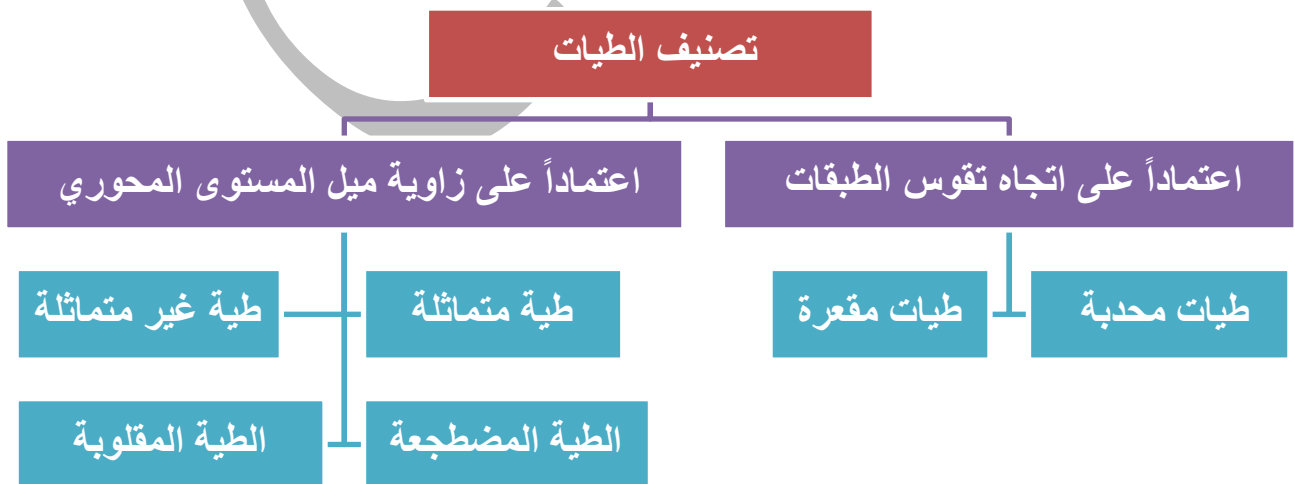 تصنيف الطيات
اعتماداً على اتجاه تقوس الطبقات
اعتماداً على زاوية ميل المستوى المحوري
طيات محدبة
طيات مقعرة
طية متماثلة
طية غير متماثلة
الطية المضطجعة
الطية المقلوبة